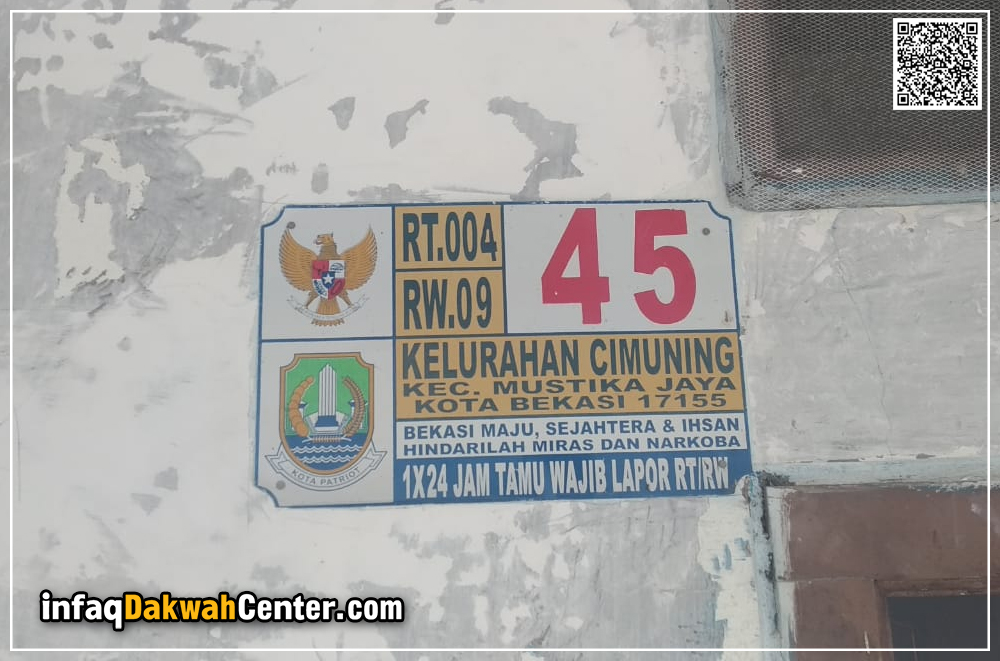 RT.004
RW.09
45
KELURAHAN CIMUNING
KEC. MUSTIKA JAYA
KOTA BEKASI 17155
BEKASI MAJU, SEJAHTERA & IHSAN
HINDARILAH MIRAS DAN NARKOBA
1X24 JAM TAMU WAJIB LAPOR RT/RW
KOTA PATRIOT
infaqDakwahCenter.com